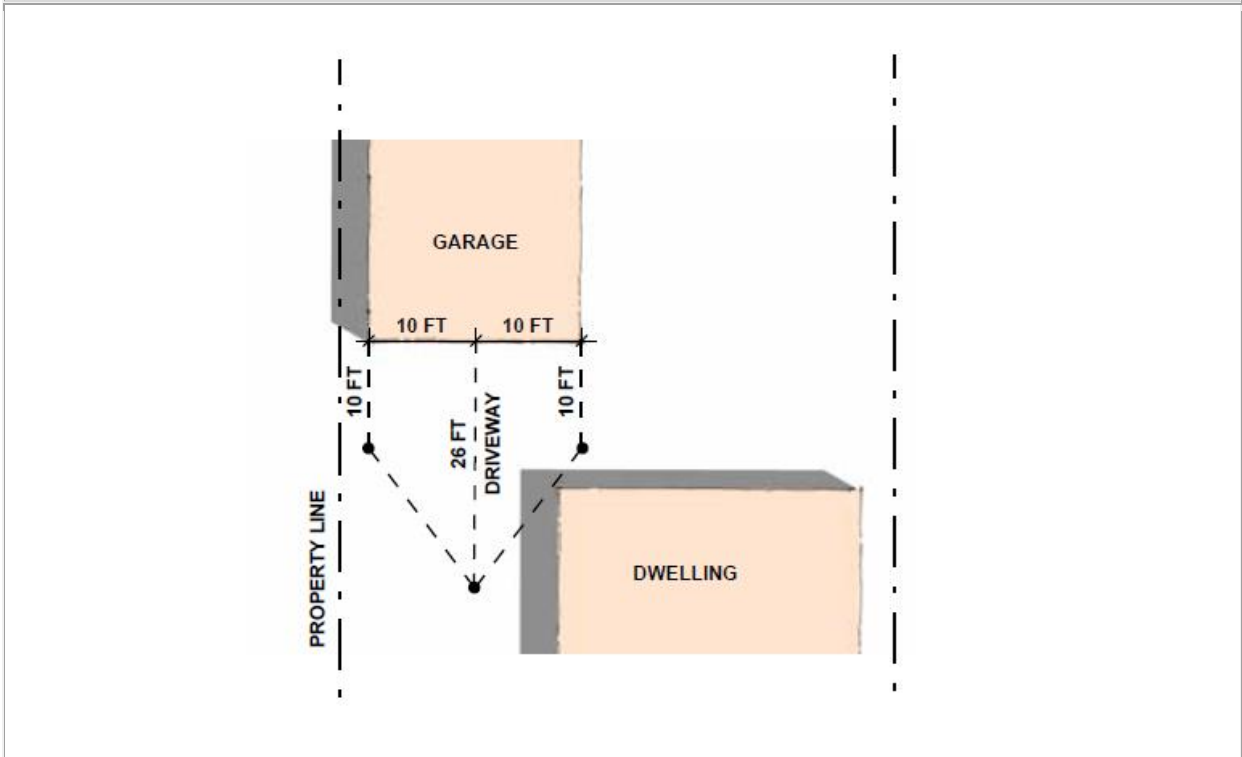 GARAGE
10 FT
10 FT
10 FT
10 FT
26 FT
DRIVEWAY
PROPERTY LINE
DWELLING